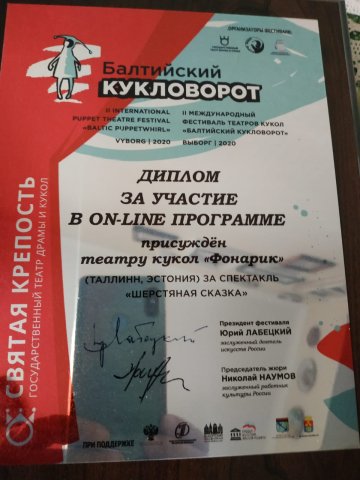 ОРГАНИЗАТОРЫ ФЕСТИВАЛЯ:
Балтийский
КУКЛОВОРОТ
II INTERNATIONAL
PUPPET THEATRE FESTIVAL
«BALTIC PUPPETWHIRL»
VYBORG | 2020
II МЕЖДУНАРОДНЫЙ
ФЕСТИВАЛЬ ТЕАТРОВ КУКОЛ
«БАЛТИЙСКИЙ КУКЛОВОРОТ»
ВЫБОРГ | 2020
СВЯТАЯ КРЕПОСТЬ
ГОСУДАРСТВЕННЫЙ ТЕАТР ДРАМЫ И КУКОЛ
ДИПЛОМ
ЗА УЧАСТИЕ
В ON-LINE ПРОГРАММЕ
присуждён
театру кукол «Фонарик»
(ТАЛЛИНН, ЭСТОНИЯ) ЗА СПЕКТАКЛЬ
«ШЕРСТЯНАЯ СКАЗКА»
Президент фестиваля
Юрий ЛАБЕЦКИЙ
заслуженный деятель
искусств России
Председатель жюри
Николай НАУМОВ
заслуженный работник
культуры России
ПРИ ПОДДЕРЖКЕ